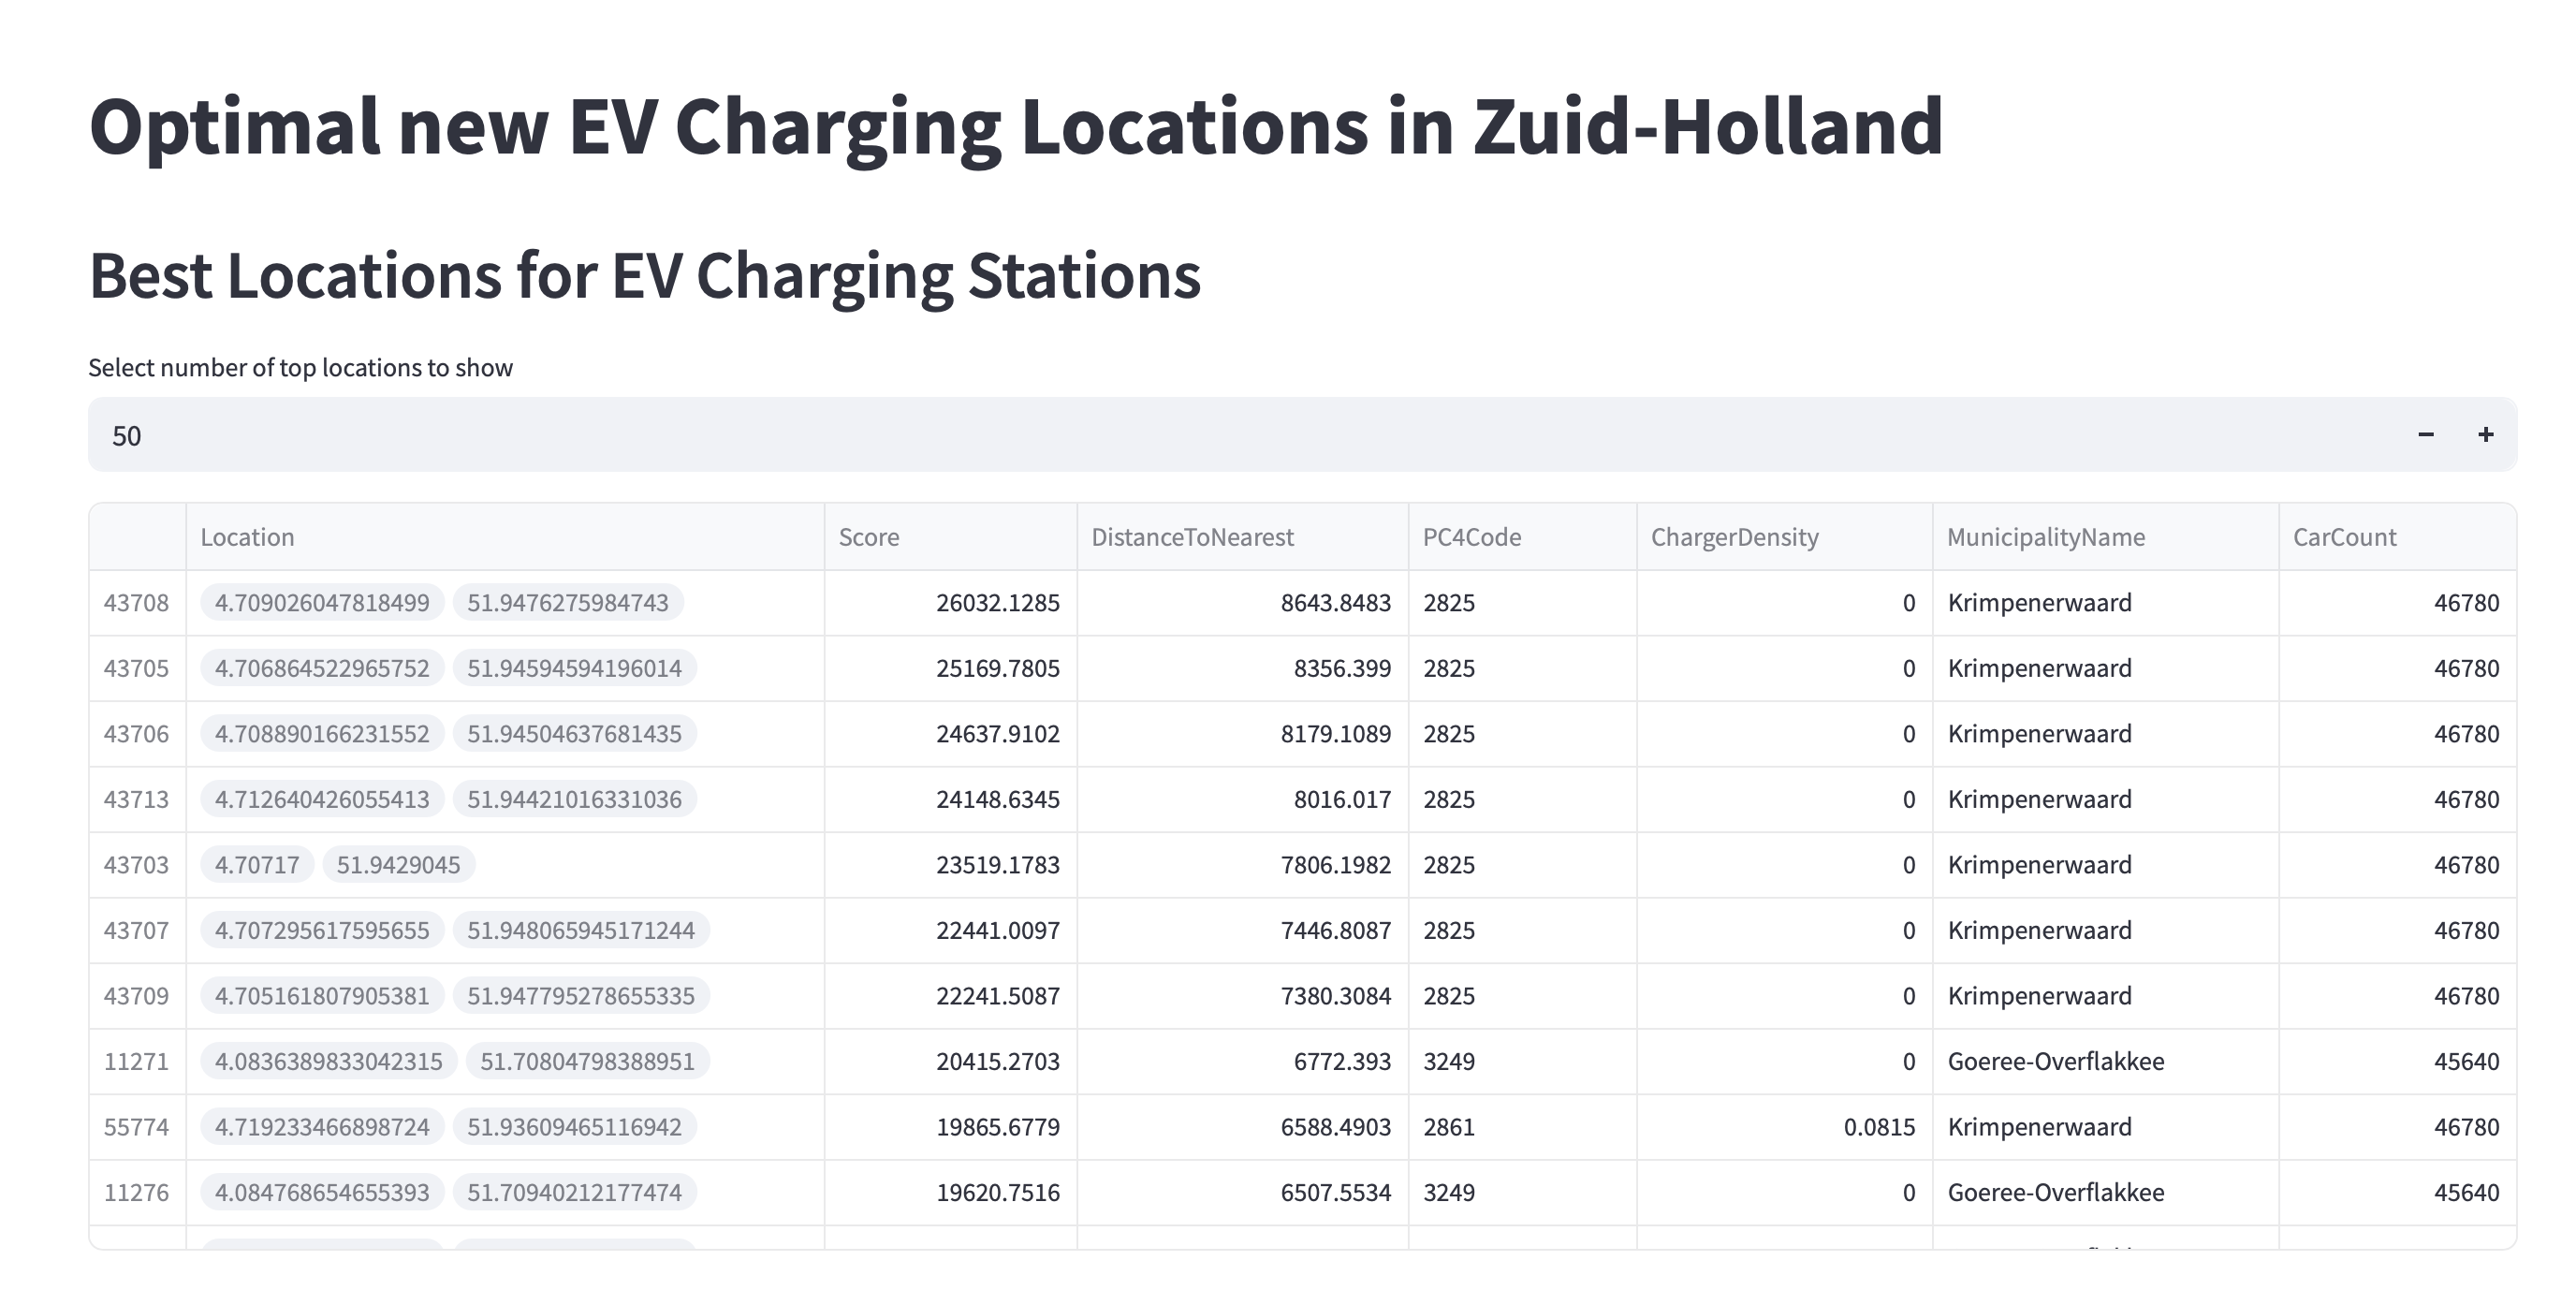 Optimal new EV Charging Locations in Zuid-Holland
Best Locations for EV Charging Stations
Select number of top locations to show
50 − +
Location Score DistanceToNearest PC4Code ChargerDensity MunicipalityName CarCount
43708 4.709026047818499 51.9476275984743 26032.1285 8643.8483 2825 0 Krimpenerwaard 46780
43705 4.706864522965752 51.94594594196014 25169.7805 8356.399 2825 0 Krimpenerwaard 46780
43706 4.708890166231552 51.94504637681435 24637.9102 8179.1089 2825 0 Krimpenerwaard 46780
43713 4.712640426055413 51.94421016331036 24148.6345 8016.017 2825 0 Krimpenerwaard 46780
43703 4.70717 51.9429045 23519.1783 7806.1982 2825 0 Krimpenerwaard 46780
43707 4.707295617595655 51.948065945171244 22441.0097 7446.8087 2825 0 Krimpenerwaard 46780
43709 4.705161807905381 51.947795278655335 22241.5087 7380.3084 2825 0 Krimpenerwaard 46780
11271 4.0836389833042315 51.70804798388951 20415.2703 6772.393 3249 0 Goeree-Overflakkee 45640
55774 4.719233466898724 51.93609465116942 19865.6779 6588.4903 2861 0.0815 Krimpenerwaard 46780
11276 4.084768654655393 51.70940212177474 19620.7516 6507.5534 3249 0 Goeree-Overflakkee 45640